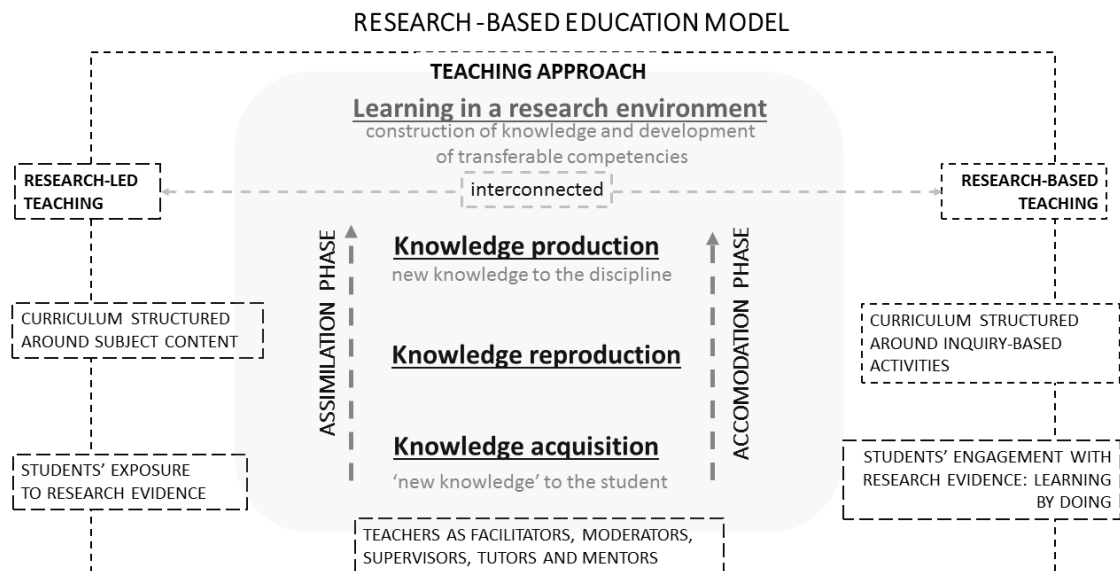 RESEARCH -BASED EDUCATION MODEL
TEACHING APPROACH
Learning in a research environment
construction of knowledge and development
of transferable competencies
RESEARCH-LED
TEACHING
interconnected
RESEARCH-BASED
TEACHING
ASSIMILATION PHASE
Knowledge production
new knowledge to the discipline
ACCOMODATION PHASE
CURRICULUM STRUCTURED
AROUND SUBJECT CONTENT
CURRICULUM STRUCTURED
AROUND INQUIRY-BASED
ACTIVITIES
Knowledge reproduction
Knowledge acquisition
'new knowledge' to the student
STUDENTS' EXPOSURE
TO RESEARCH EVIDENCE
STUDENTS' ENGAGEMENT WITH
RESEARCH EVIDENCE: LEARNING
BY DOING
TEACHERS AS FACILITATORS, MODERATORS,
SUPERVISORS, TUTORS AND MENTORS